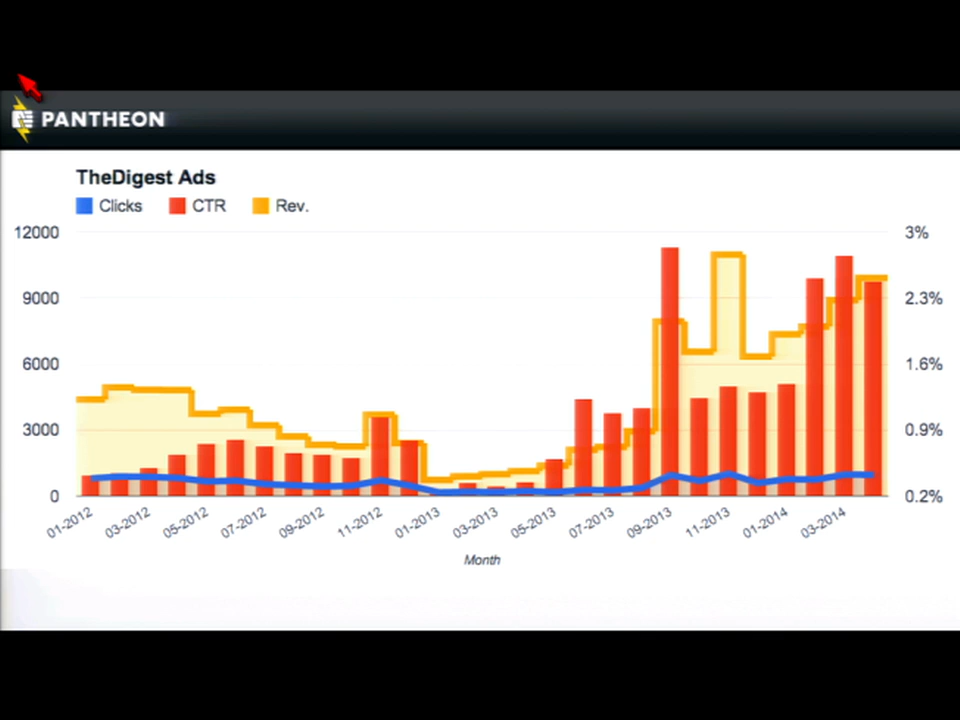 PANTHEON
TheDigest Ads
Clicks CTR Rev.
12000 3%
9000 2.3%
6000 1.6%
3000 0.9%
0 0.2%
01-2012 03-2012 05-2012 07-2012 09-2012 11-2012 01-2013 03-2013 05-2013 07-2013 09-2013 11-2013 01-2014 03-2014
Month